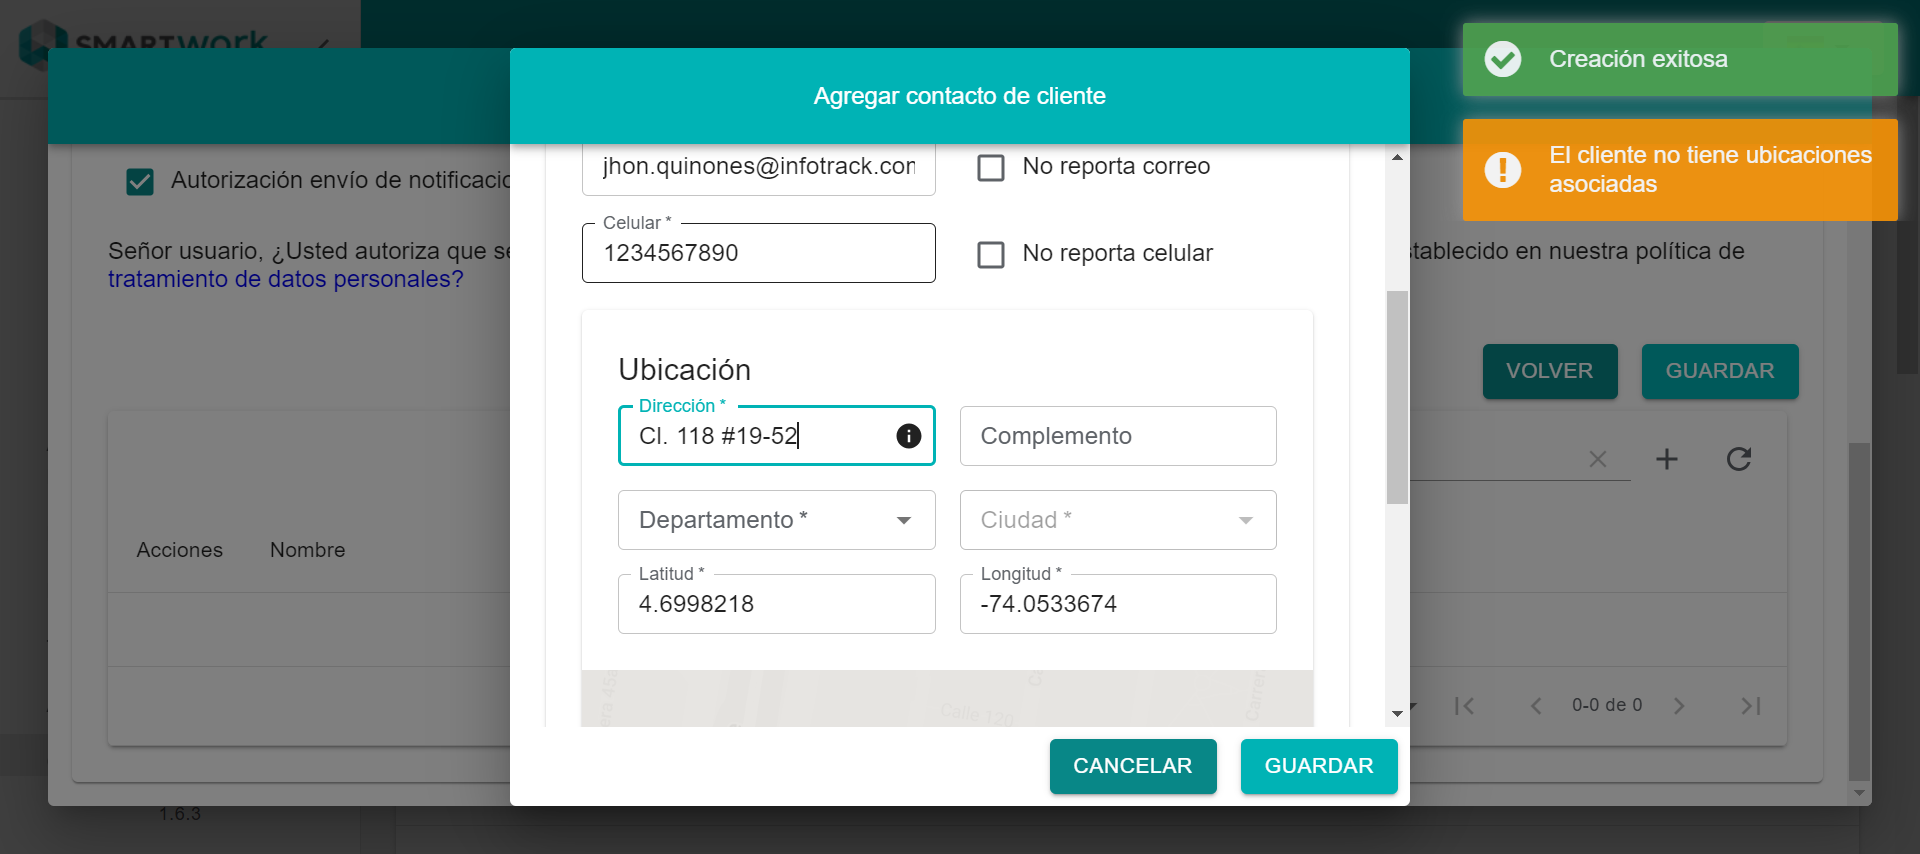 SMARTWORK
Creación exitosa
El cliente no tiene ubicaciones
asociadas
Agregar contacto de cliente
jhon.quinones@infotrack.com
No reporta correo
Autorización envío de notificacio
Celular *
1234567890
No reporta celular
Señor usuario, ¿Usted autoriza que se
stablecido en nuestra política de
tratamiento de datos personales?
Ubicación
VOLVER
GUARDAR
Dirección *
Cl. 118 #19-52
Complemento
Departamento *
Ciudad *
Acciones
Nombre
Latitud *
4.6998218
Longitud *
-74.0533674
Calle 120
0-0 de 0
CANCELAR
GUARDAR
1.6.3